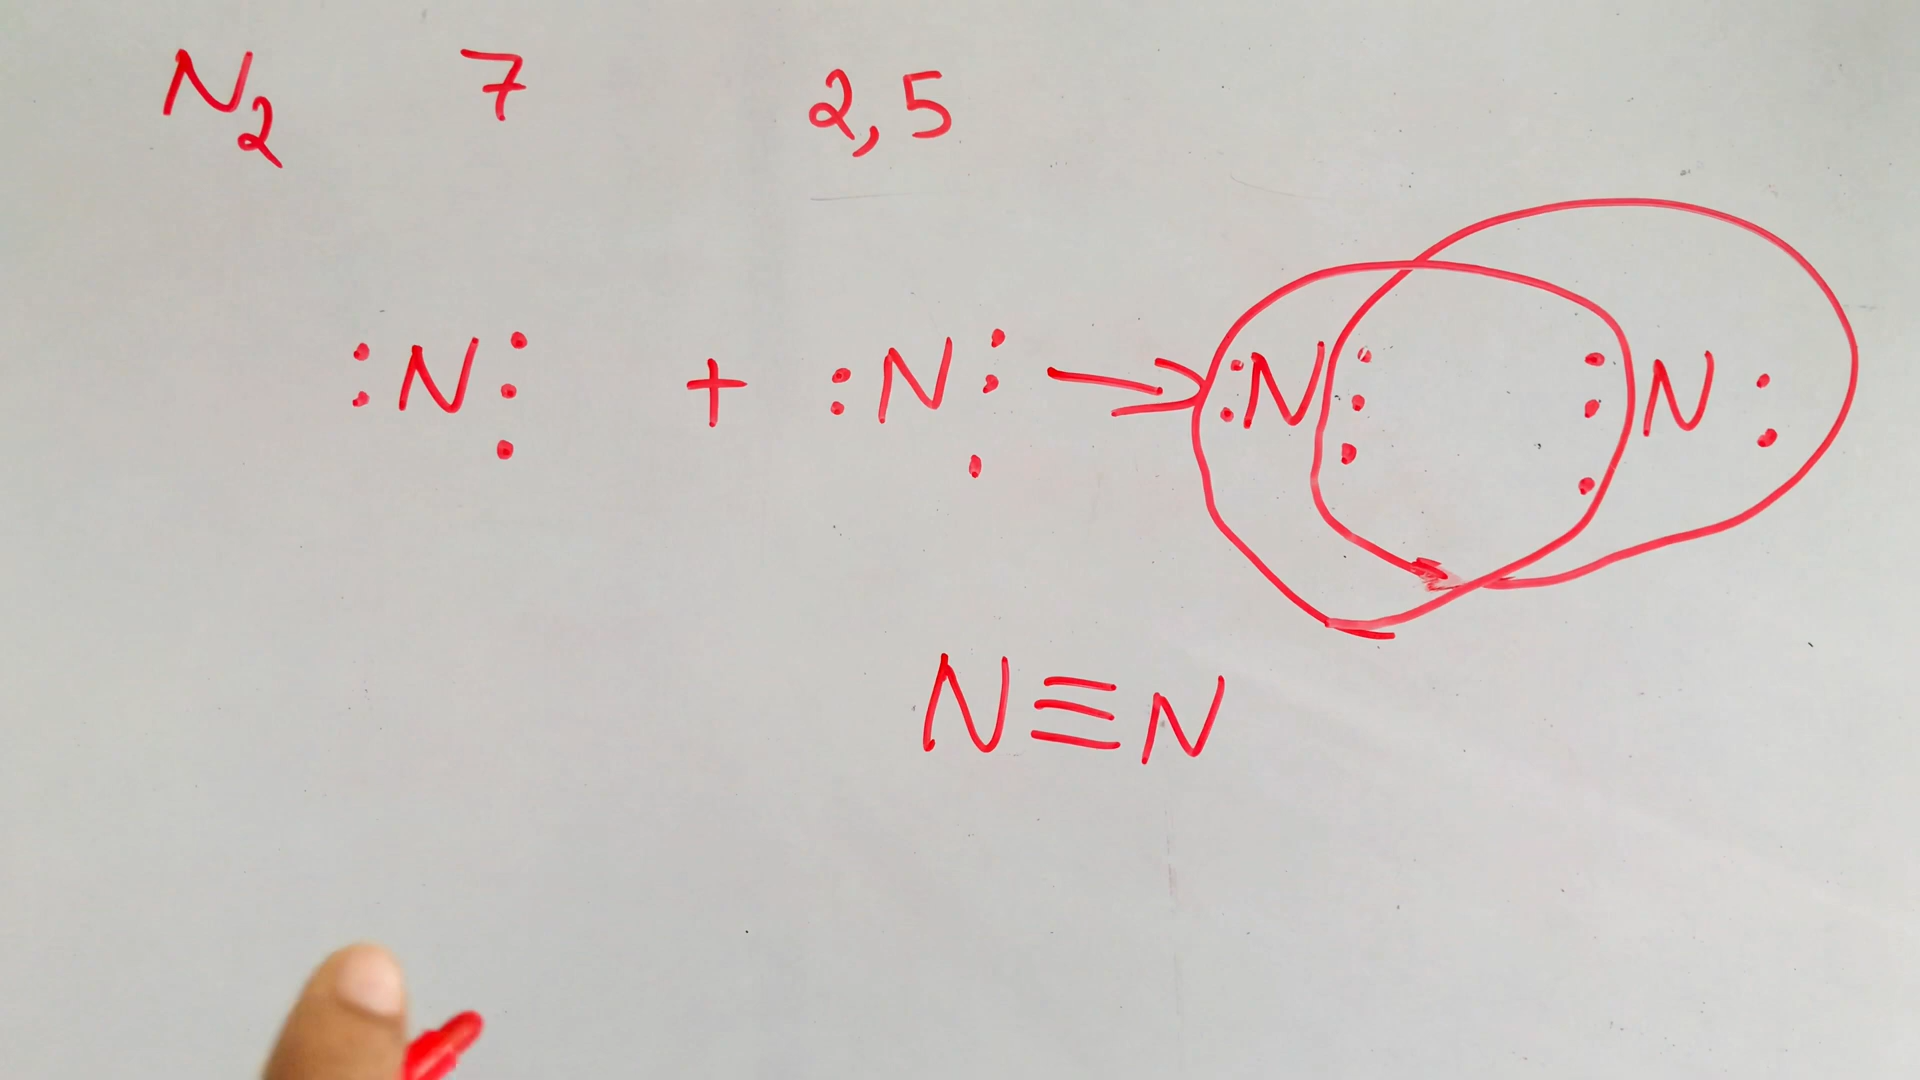 N₂ 7 2,5
:N⋮ + :N⋮ → :N⋮ ⋮N:
N≡N